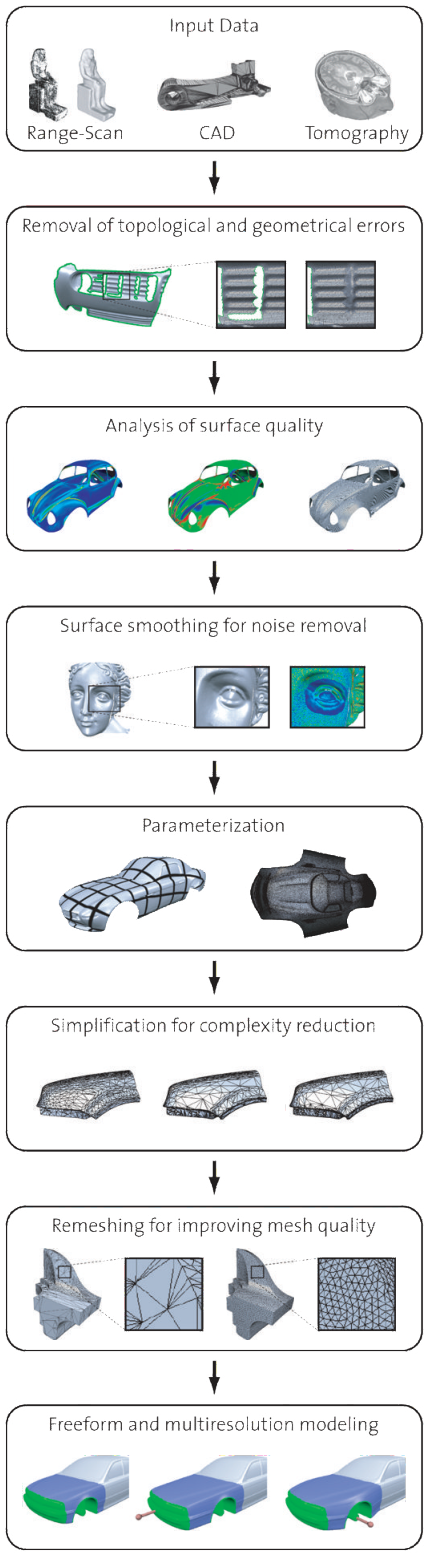 Input Data
Range-Scan CAD Tomography
Removal of topological and geometrical errors
Analysis of surface quality
Surface smoothing for noise removal
Parameterization
Simplification for complexity reduction
Remeshing for improving mesh quality
Freeform and multiresolution modeling